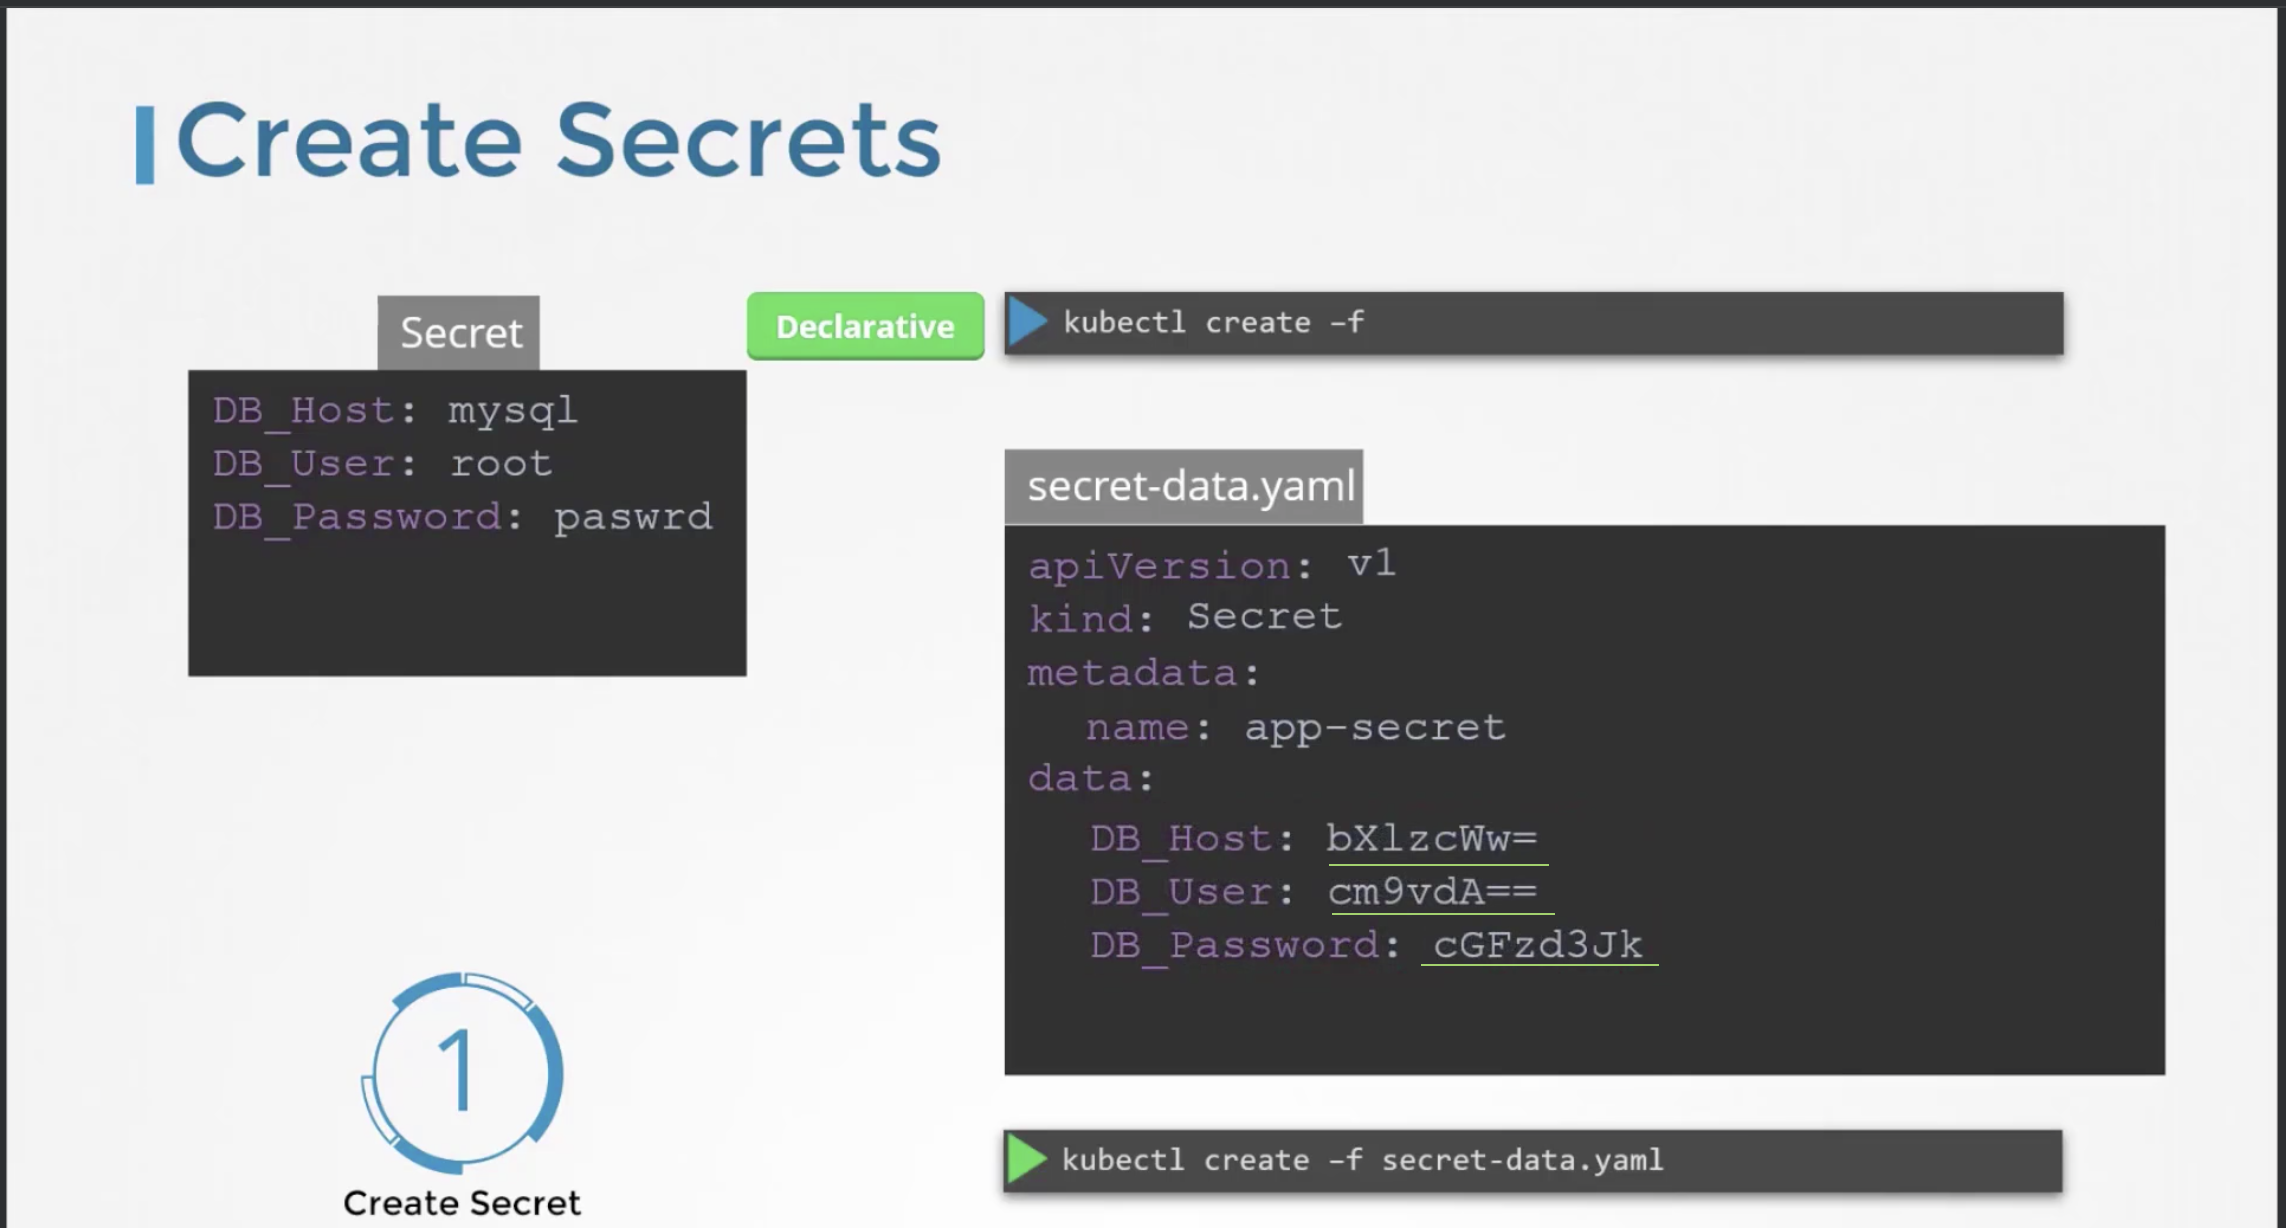 Create Secrets
Secret
DB_Host: mysql
DB_User: root
DB_Password: paswrd
Declarative
kubectl create –f
secret-data.yaml
apiVersion: v1
kind: Secret
metadata:
name: app-secret
data:
DB_Host: bXlzcWw=
DB_User: cm9vdA==
DB_Password: cGFzd3Jk
1
Create Secret
kubectl create –f secret-data.yaml